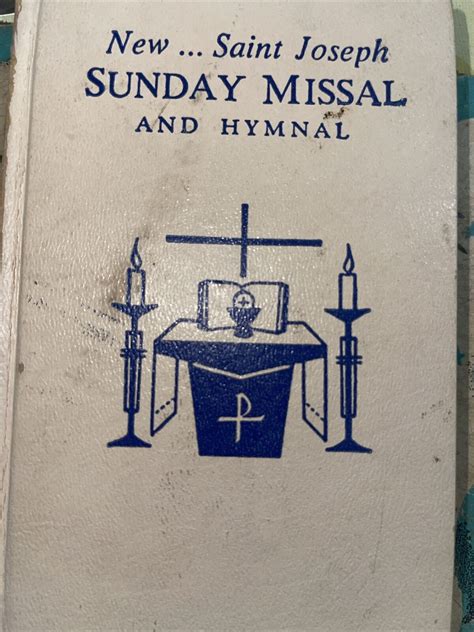 New ... Saint Joseph
SUNDAY MISSAL
AND HYMNAL